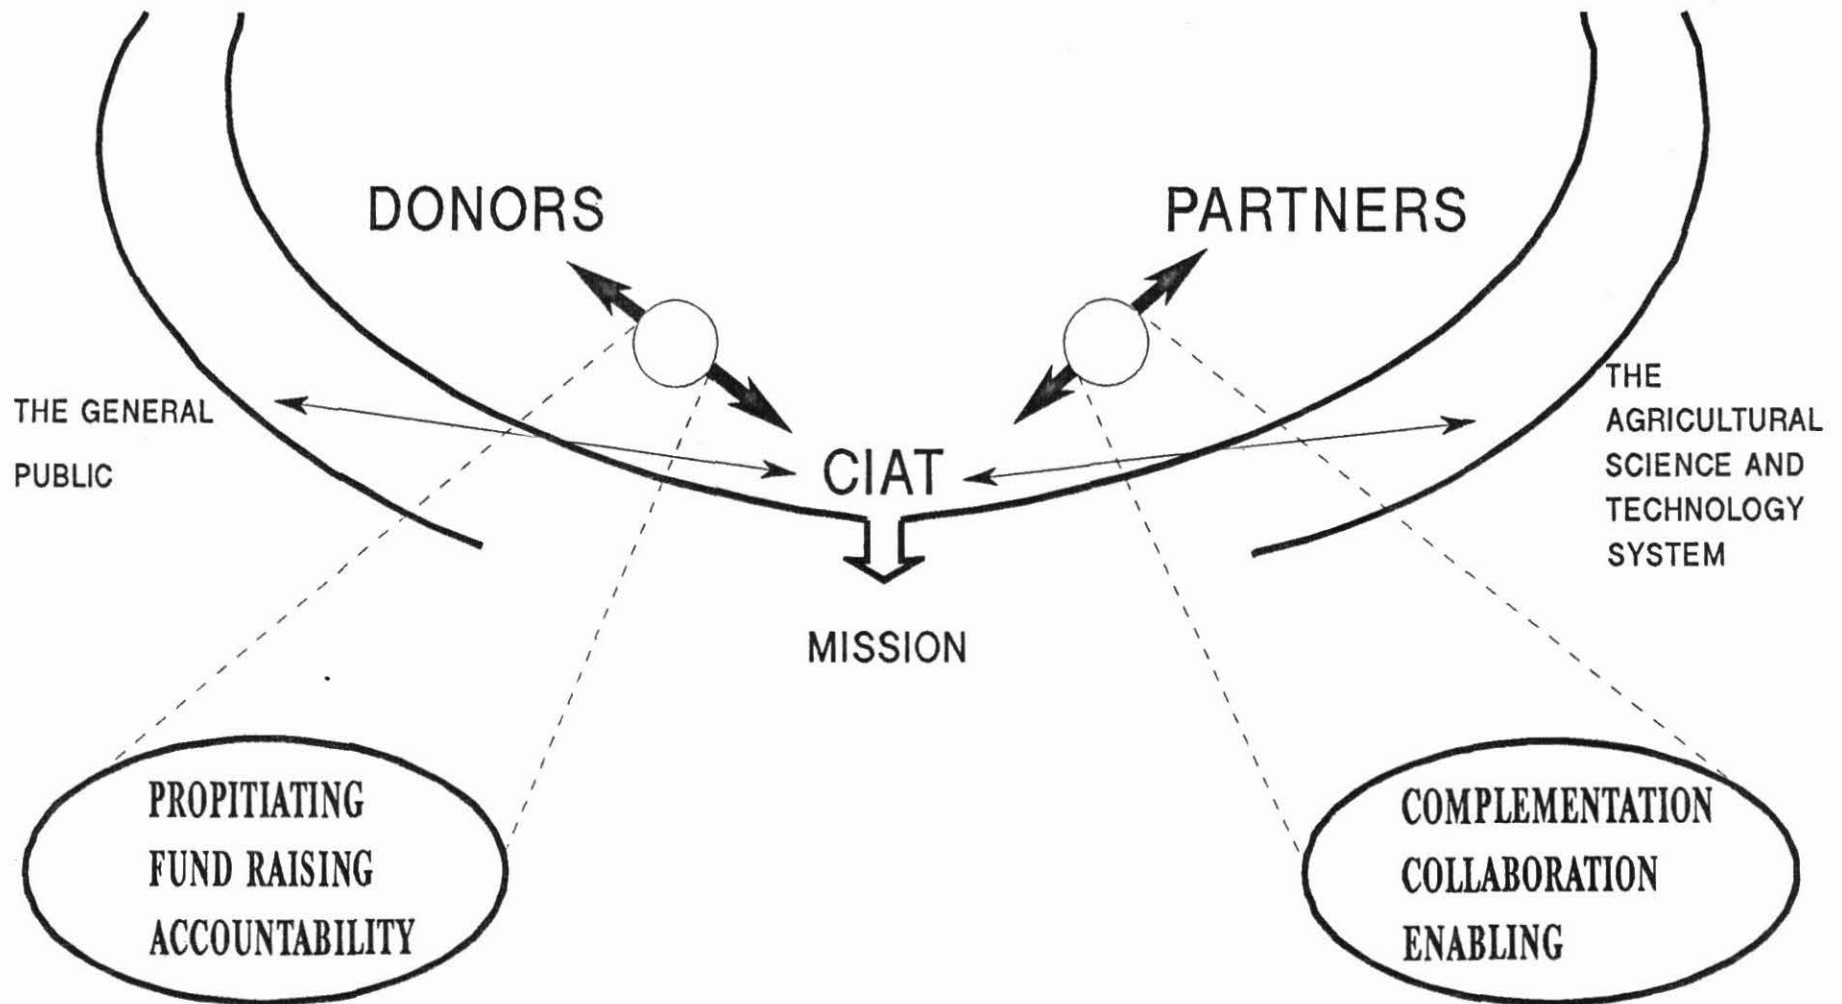 DONORS
PARTNERS
THE GENERAL
PUBLIC
CIAT
THE
AGRICULTURAL
SCIENCE AND
TECHNOLOGY
SYSTEM
MISSION
PROPITIATING
FUND RAISING
ACCOUNTABILITY
COMPLEMENTATION
COLLABORATION
ENABLING